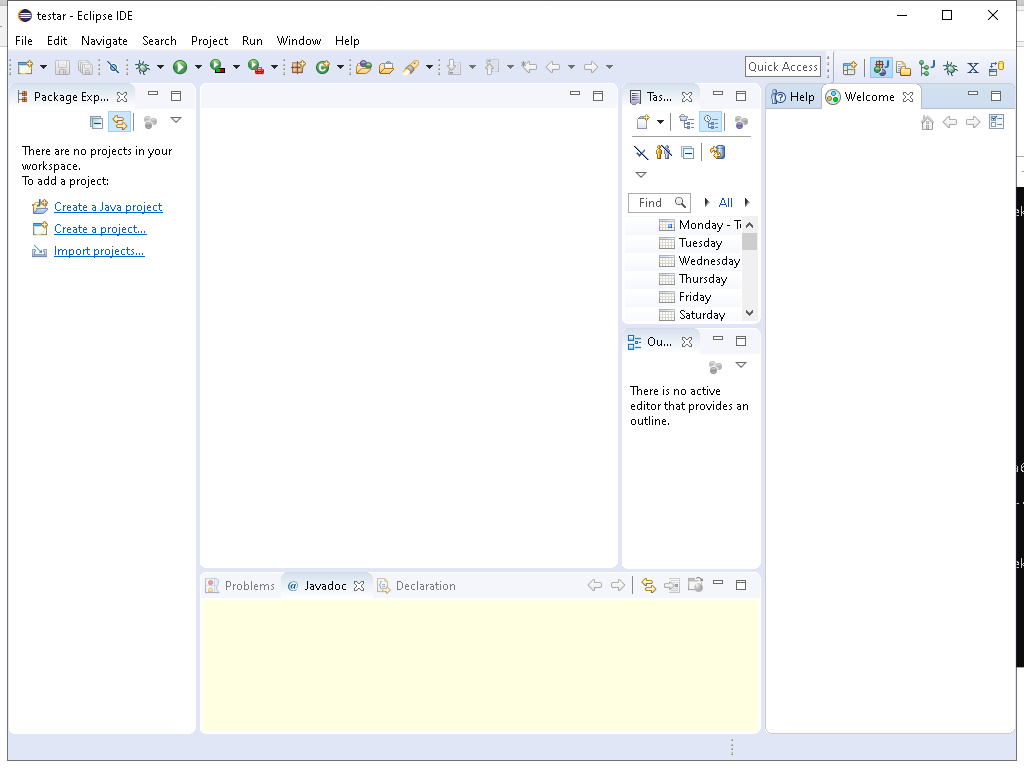 testar - Eclipse IDE
File Edit Navigate Search Project Run Window Help
Quick Access
Package Exp...
There are no projects in your
workspace.
To add a project:
Create a Java project
Create a project...
Import projects...
Tas...
Find
All
Monday - T
Tuesday
Wednesday
Thursday
Friday
Saturday
Ou...
There is no active
editor that provides an
outline.
Help
Welcome
Problems
@ Javadoc
Declaration